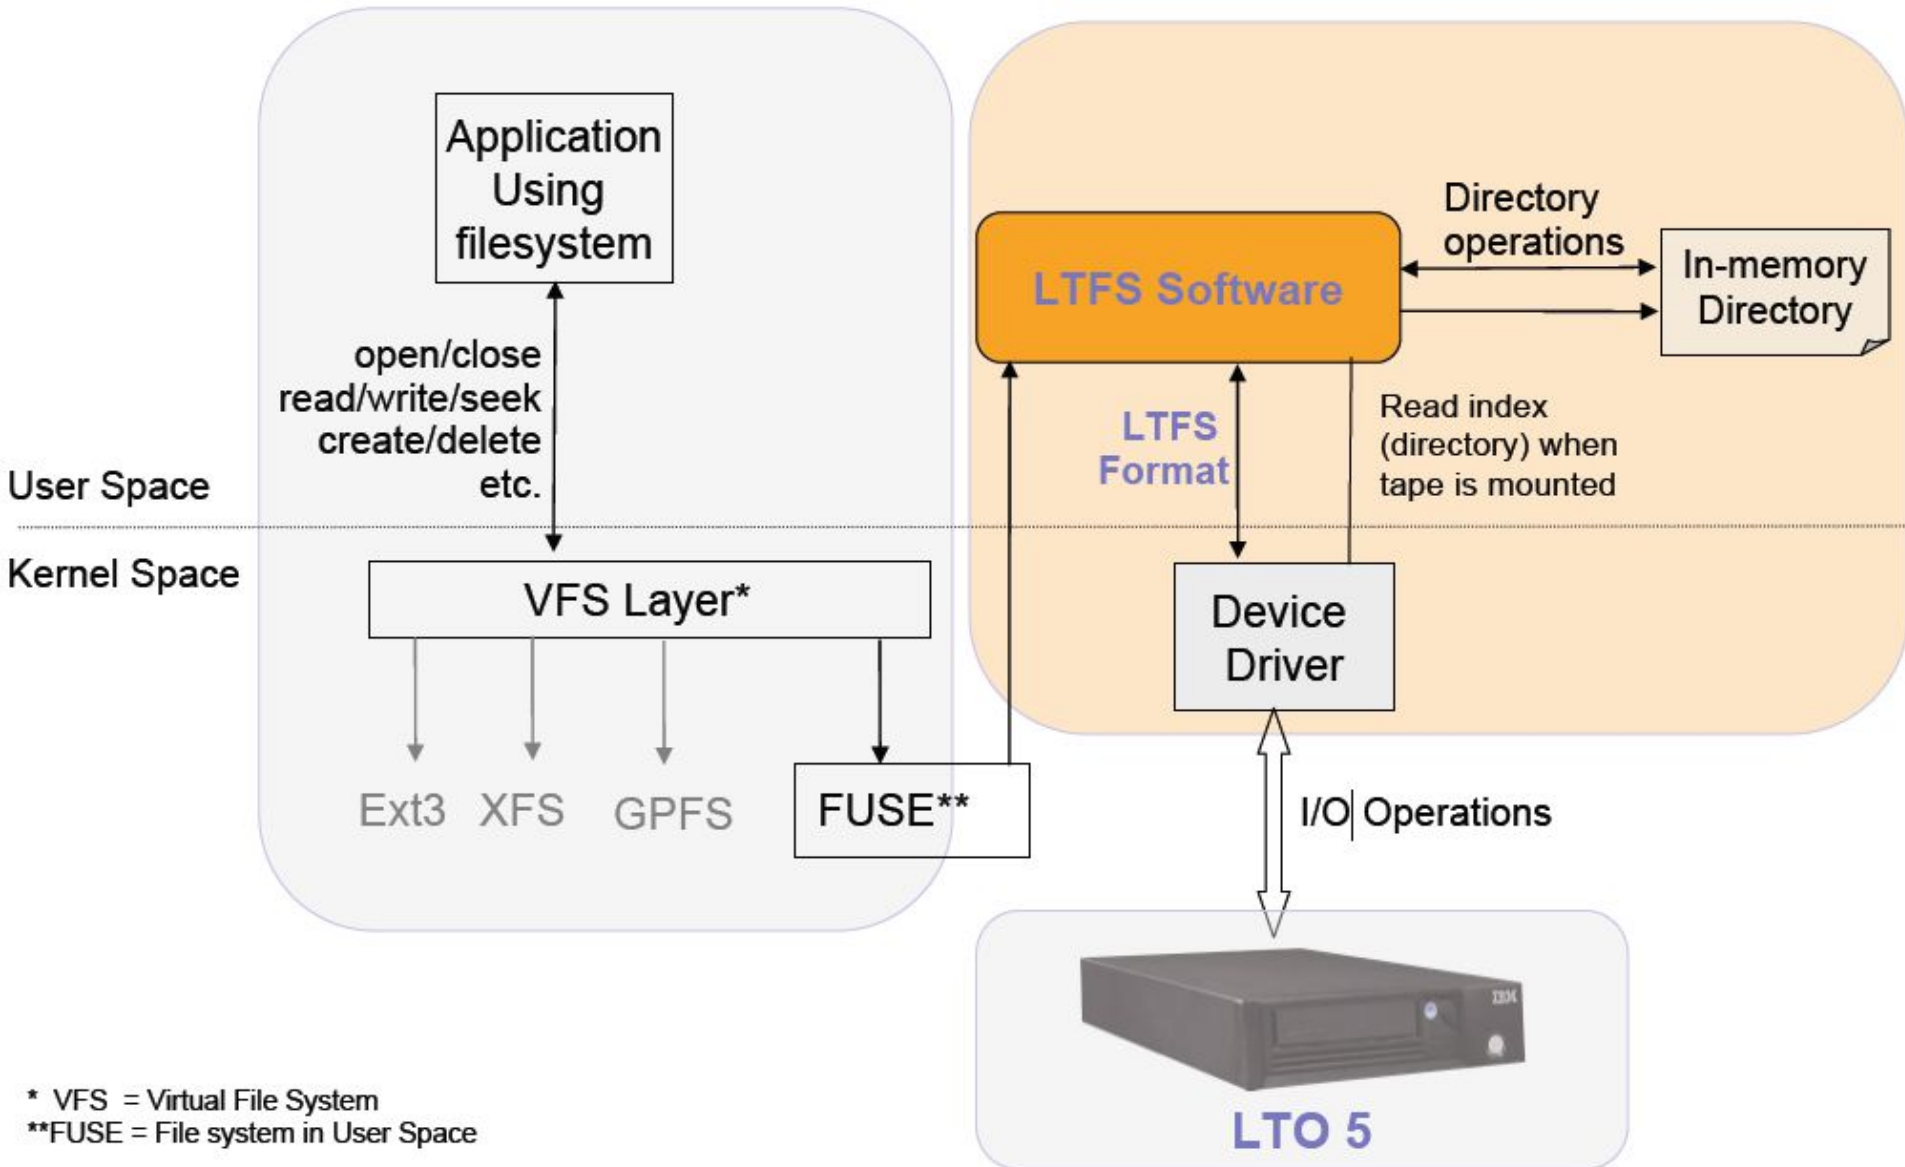 Application
Using
filesystem
open/close
read/write/seek
create/delete
etc.
User Space
Kernel Space
VFS Layer*
Ext3
XFS
GPFS
FUSE**
LTFS Software
Directory
operations
In-memory
Directory
LTFS
Format
Read index
(directory) when
tape is mounted
Device
Driver
I/O Operations
IBM
LTO 5
* VFS = Virtual File System
**FUSE = File system in User Space